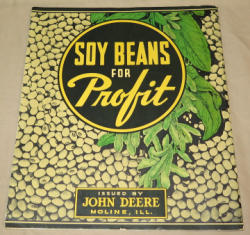 SOY BEANS
FOR
Profit
ISSUED BY
JOHN DEERE
MOLINE, ILL.